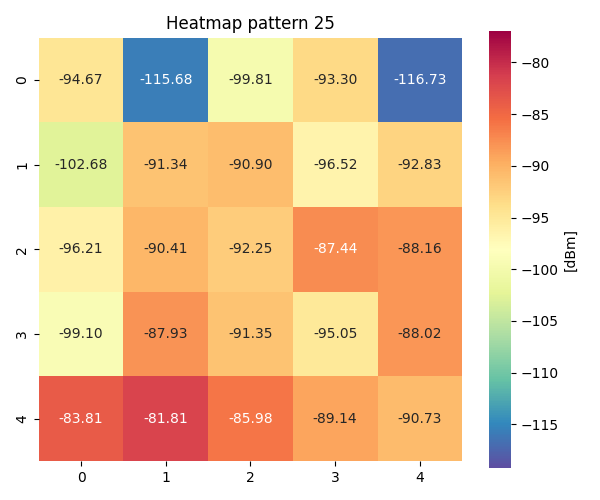 Heatmap pattern 25
0 -94.67 -115.68 -99.81 -93.30 -116.73
1 -102.68 -91.34 -90.90 -96.52 -92.83
2 -96.21 -90.41 -92.25 -87.44 -88.16
3 -99.10 -87.93 -91.35 -95.05 -88.02
4 -83.81 -81.81 -85.98 -89.14 -90.73
0 1 2 3 4
−80
−85
−90
−95
−100
−105
−110
−115
[dBm]